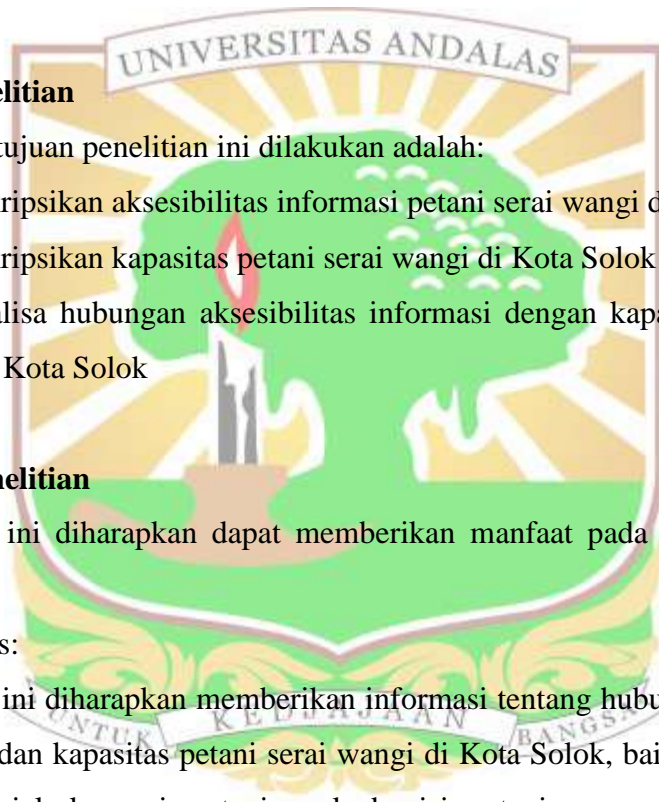 UNIVERSITAS ANDALAS
elitian
tujuan penelitian ini dilakukan adalah:
ripsikan aksesibilitas informasi petani serai wangi d
ripsikan kapasitas petani serai wangi di Kota Solok
alisa hubungan aksesibilitas informasi dengan kapa
Kota Solok
nelitian
ini diharapkan dapat memberikan manfaat pada
s:
ini diharapkan memberikan informasi tentang hubu
UNTUK KEDJAJAAN BANGSA
dan kapasitas petani serai wangi di Kota Solok, bai